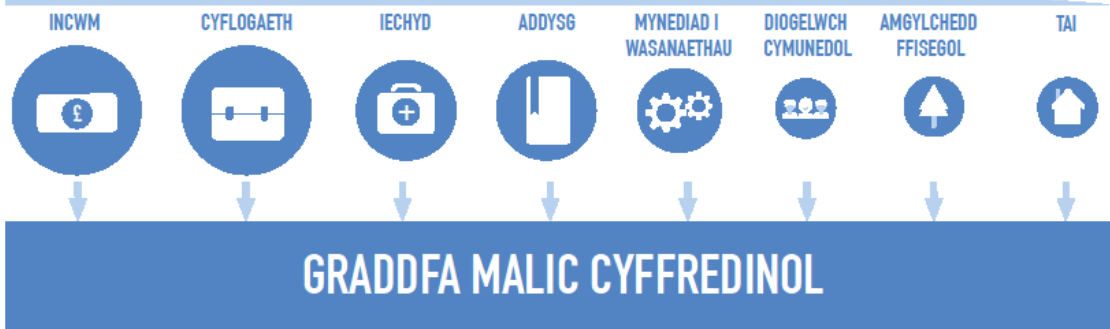 INCWM
CYFLOGAETH
IECHYD
ADDYSG
MYNEDIAD I
WASANAETHAU
DIOGELWCH
CYMUNEDOL
AMGYLCHEDD
FFISEGOL
TAI
£
GRADDFA MALIC CYFFREDINOL